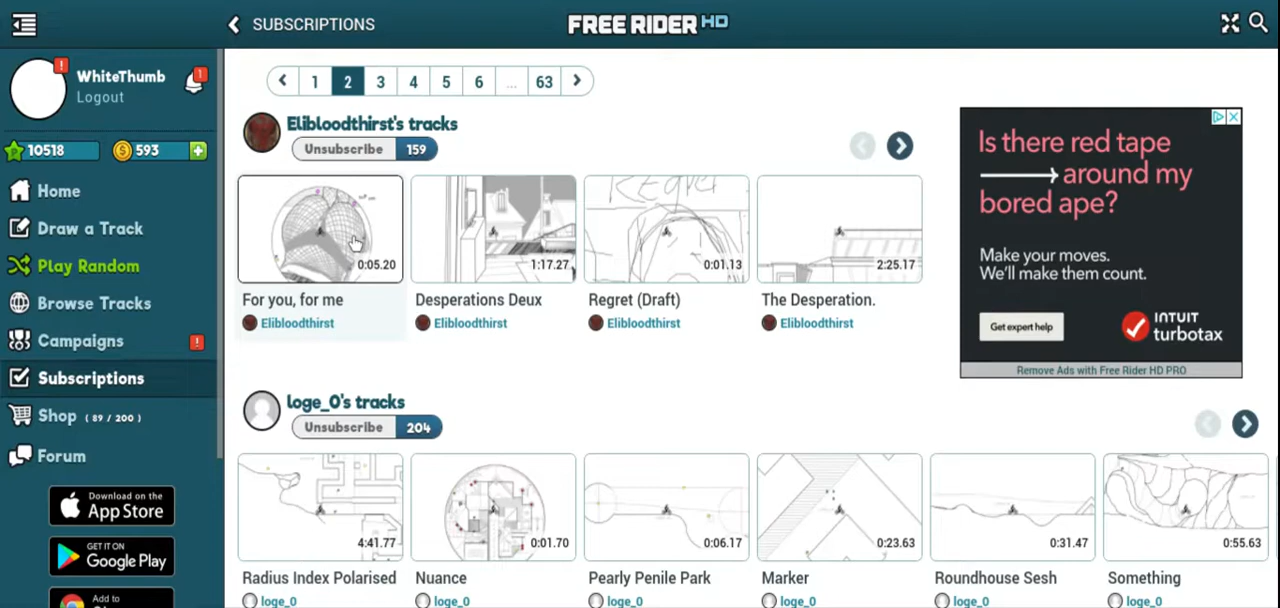 SUBSCRIPTIONS
FREE RIDER HD
!
WhiteThumb
1
Logout
10518
593
Home
Draw a Track
Play Random
Browse Tracks
Campaigns
!
Subscriptions
Shop ( 89 / 200 )
Forum
Download on the
App Store
GET IT ON
Google Play
Add to
1 2 3 4 5 6 ... 63
Elibloodthirst's tracks
Unsubscribe 159
0:05.20
1:17.27
0:01.13
2:25.17
For you, for me
Desperations Deux
Regret (Draft)
The Desperation.
Elibloodthirst
Elibloodthirst
Elibloodthirst
Elibloodthirst
Is there red tape
around my
bored ape?
Make your moves.
We'll make them count.
Get expert help
INTUIT
turbotax
Remove Ads with Free Rider HD PRO
loge_0's tracks
Unsubscribe 204
4:41.77
0:01.70
0:06.17
0:23.63
0:31.47
0:55.63
Radius Index Polarised
Nuance
Pearly Penile Park
Marker
Roundhouse Sesh
Something
loge_0
loge_0
loge_0
loge_0
loge_0
loge_0